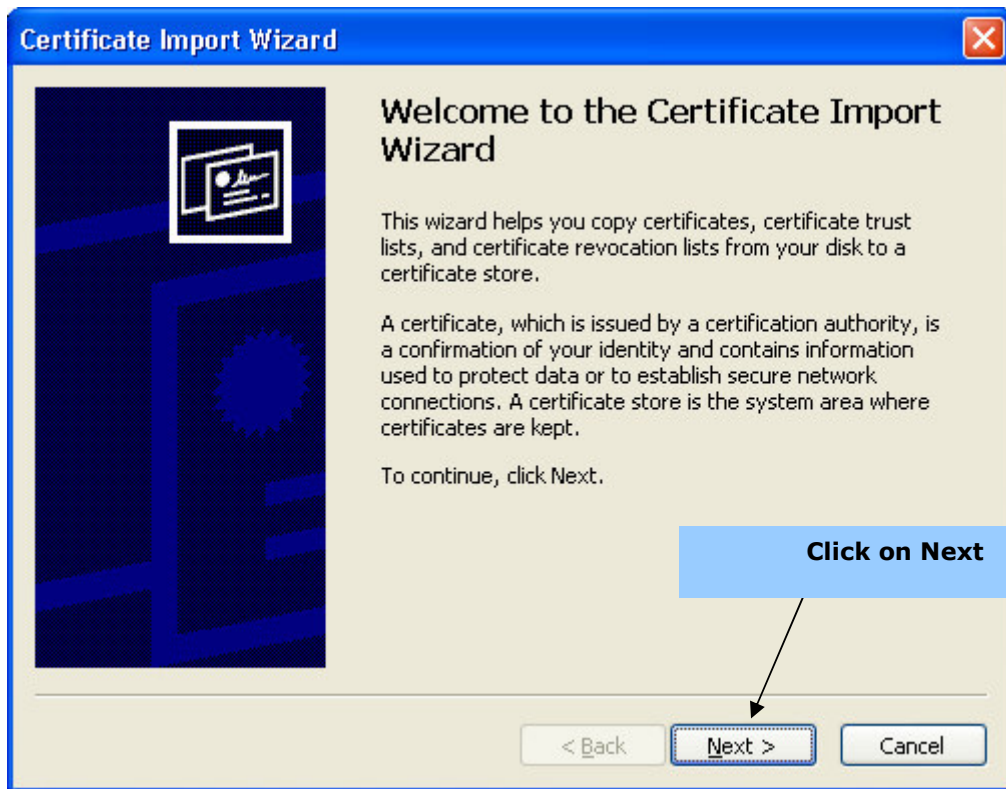 Certificate Import Wizard
Welcome to the Certificate Import
Wizard
This wizard helps you copy certificates, certificate trust
lists, and certificate revocation lists from your disk to a
certificate store.
A certificate, which is issued by a certification authority, is
a confirmation of your identity and contains information
used to protect data or to establish secure network
connections. A certificate store is the system area where
certificates are kept.
To continue, click Next.
Click on Next
< Back
Next >
Cancel